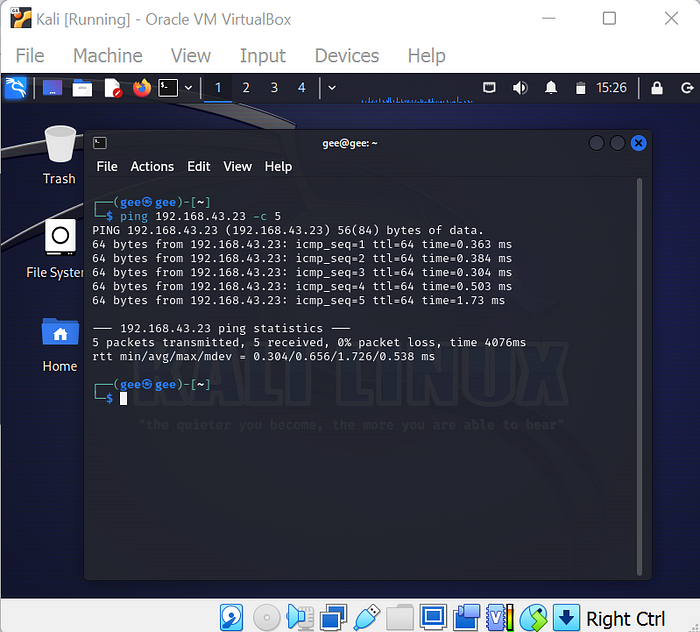 Kali [Running] - Oracle VM VirtualBox
File Machine View Input Devices Help
1 2 3 4 15:26
Trash
File System
Home
gee@gee: ~
File Actions Edit View Help
┌──(gee㉿gee)-[~]
└─$ ping 192.168.43.23 -c 5
PING 192.168.43.23 (192.168.43.23) 56(84) bytes of data.
64 bytes from 192.168.43.23: icmp_seq=1 ttl=64 time=0.363 ms
64 bytes from 192.168.43.23: icmp_seq=2 ttl=64 time=0.384 ms
64 bytes from 192.168.43.23: icmp_seq=3 ttl=64 time=0.304 ms
64 bytes from 192.168.43.23: icmp_seq=4 ttl=64 time=0.503 ms
64 bytes from 192.168.43.23: icmp_seq=5 ttl=64 time=1.73 ms
─── 192.168.43.23 ping statistics ───
5 packets transmitted, 5 received, 0% packet loss, time 4076ms
rtt min/avg/max/mdev = 0.304/0.656/1.726/0.538 ms
┌──(gee㉿gee)-[~]
└─$
KALI LINUX
"the quieter you become, the more you are able to hear"
Right Ctrl